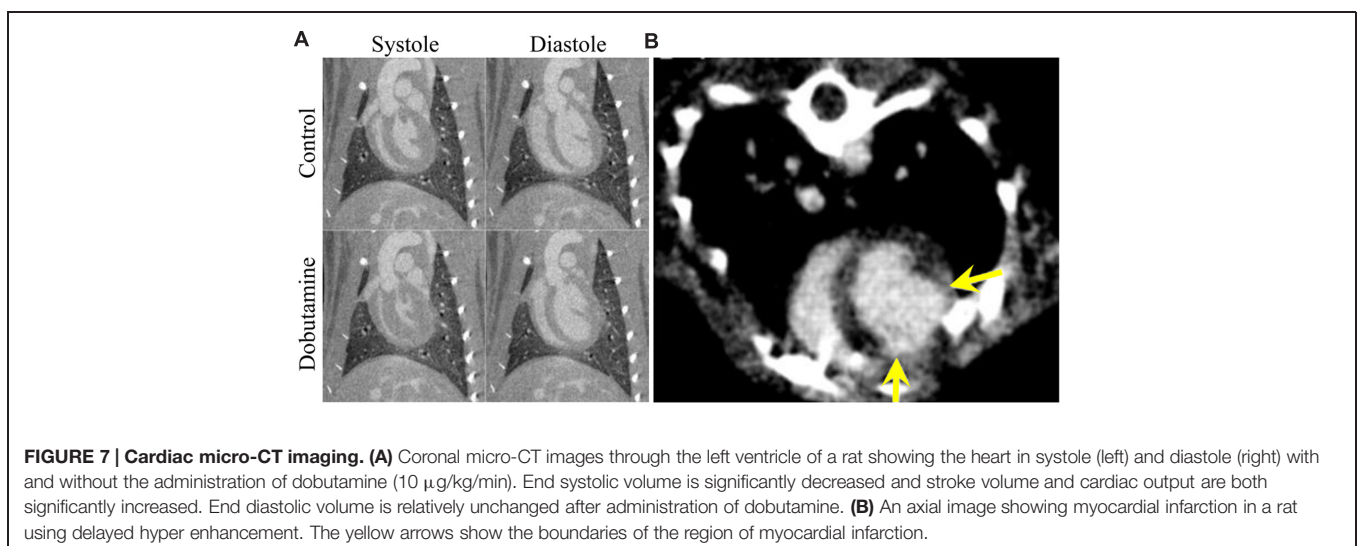 A
Systole
Diastole
B
Control
Dobutamine
FIGURE 7 | Cardiac micro-CT imaging. (A) Coronal micro-CT images through the left ventricle of a rat showing the heart in systole (left) and diastole (right) with
and without the administration of dobutamine (10 μg/kg/min). End systolic volume is significantly decreased and stroke volume and cardiac output are both
significantly increased. End diastolic volume is relatively unchanged after administration of dobutamine. (B) An axial image showing myocardial infarction in a rat
using delayed hyper enhancement. The yellow arrows show the boundaries of the region of myocardial infarction.